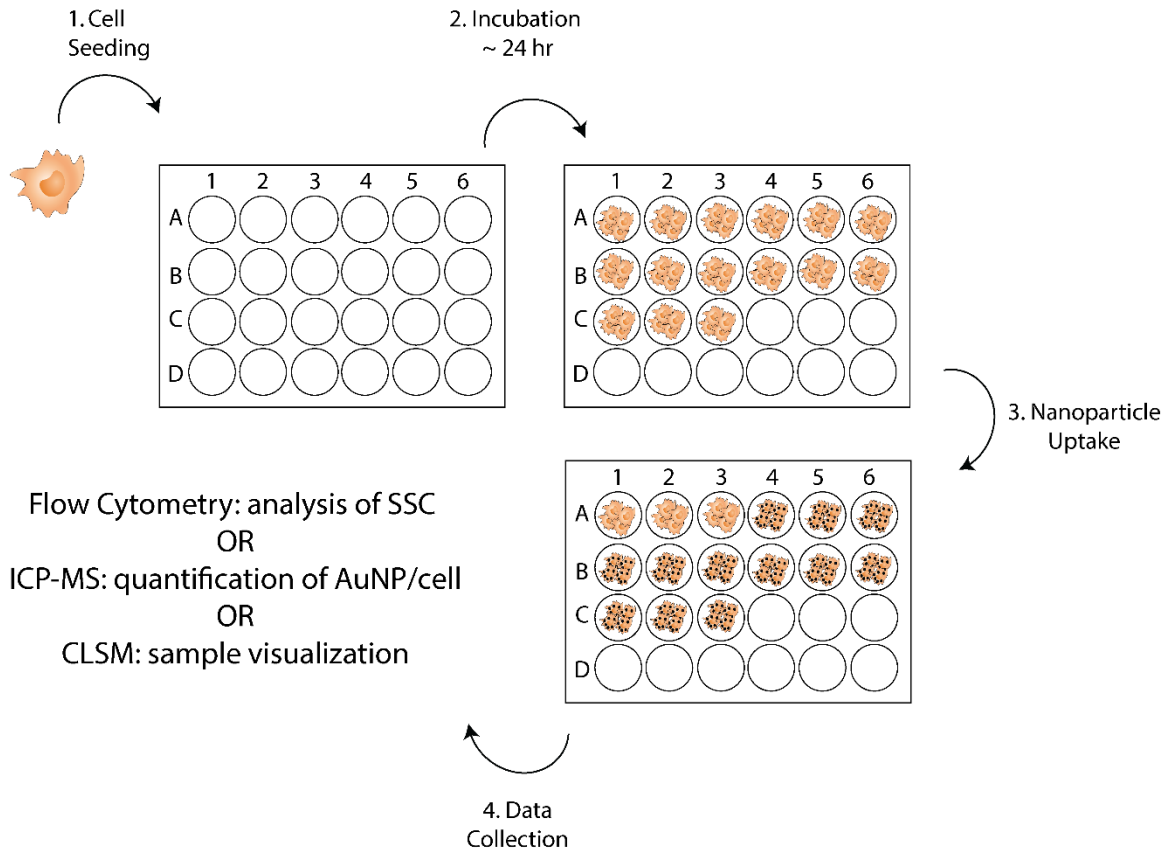 1. Cell
Seeding
2. Incubation
~ 24 hr
1 2 3 4 5 6
A
B
C
D
1 2 3 4 5 6
A
B
C
D
3. Nanoparticle
Uptake
1 2 3 4 5 6
A
B
C
D
Flow Cytometry: analysis of SSC
OR
ICP-MS: quantification of AuNP/cell
OR
CLSM: sample visualization
4. Data
Collection